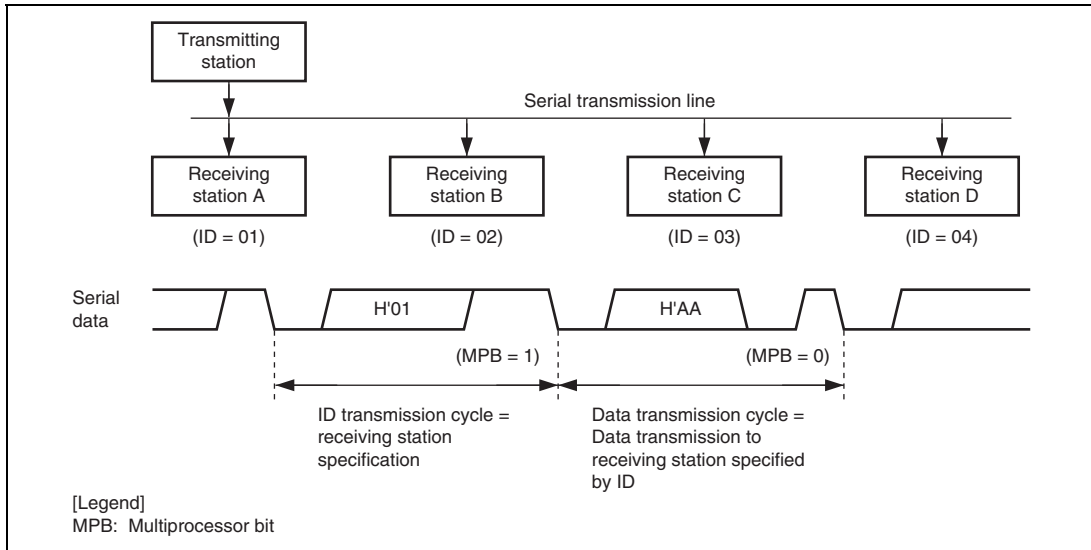 Transmitting
station
Serial transmission line
Receiving
station A
Receiving
station B
Receiving
station C
Receiving
station D
(ID = 01)
(ID = 02)
(ID = 03)
(ID = 04)
Serial
data
H'01
H'AA
(MPB = 1)
(MPB = 0)
ID transmission cycle =
receiving station
specification
Data transmission cycle =
Data transmission to
receiving station specified
by ID
[Legend]
MPB: Multiprocessor bit